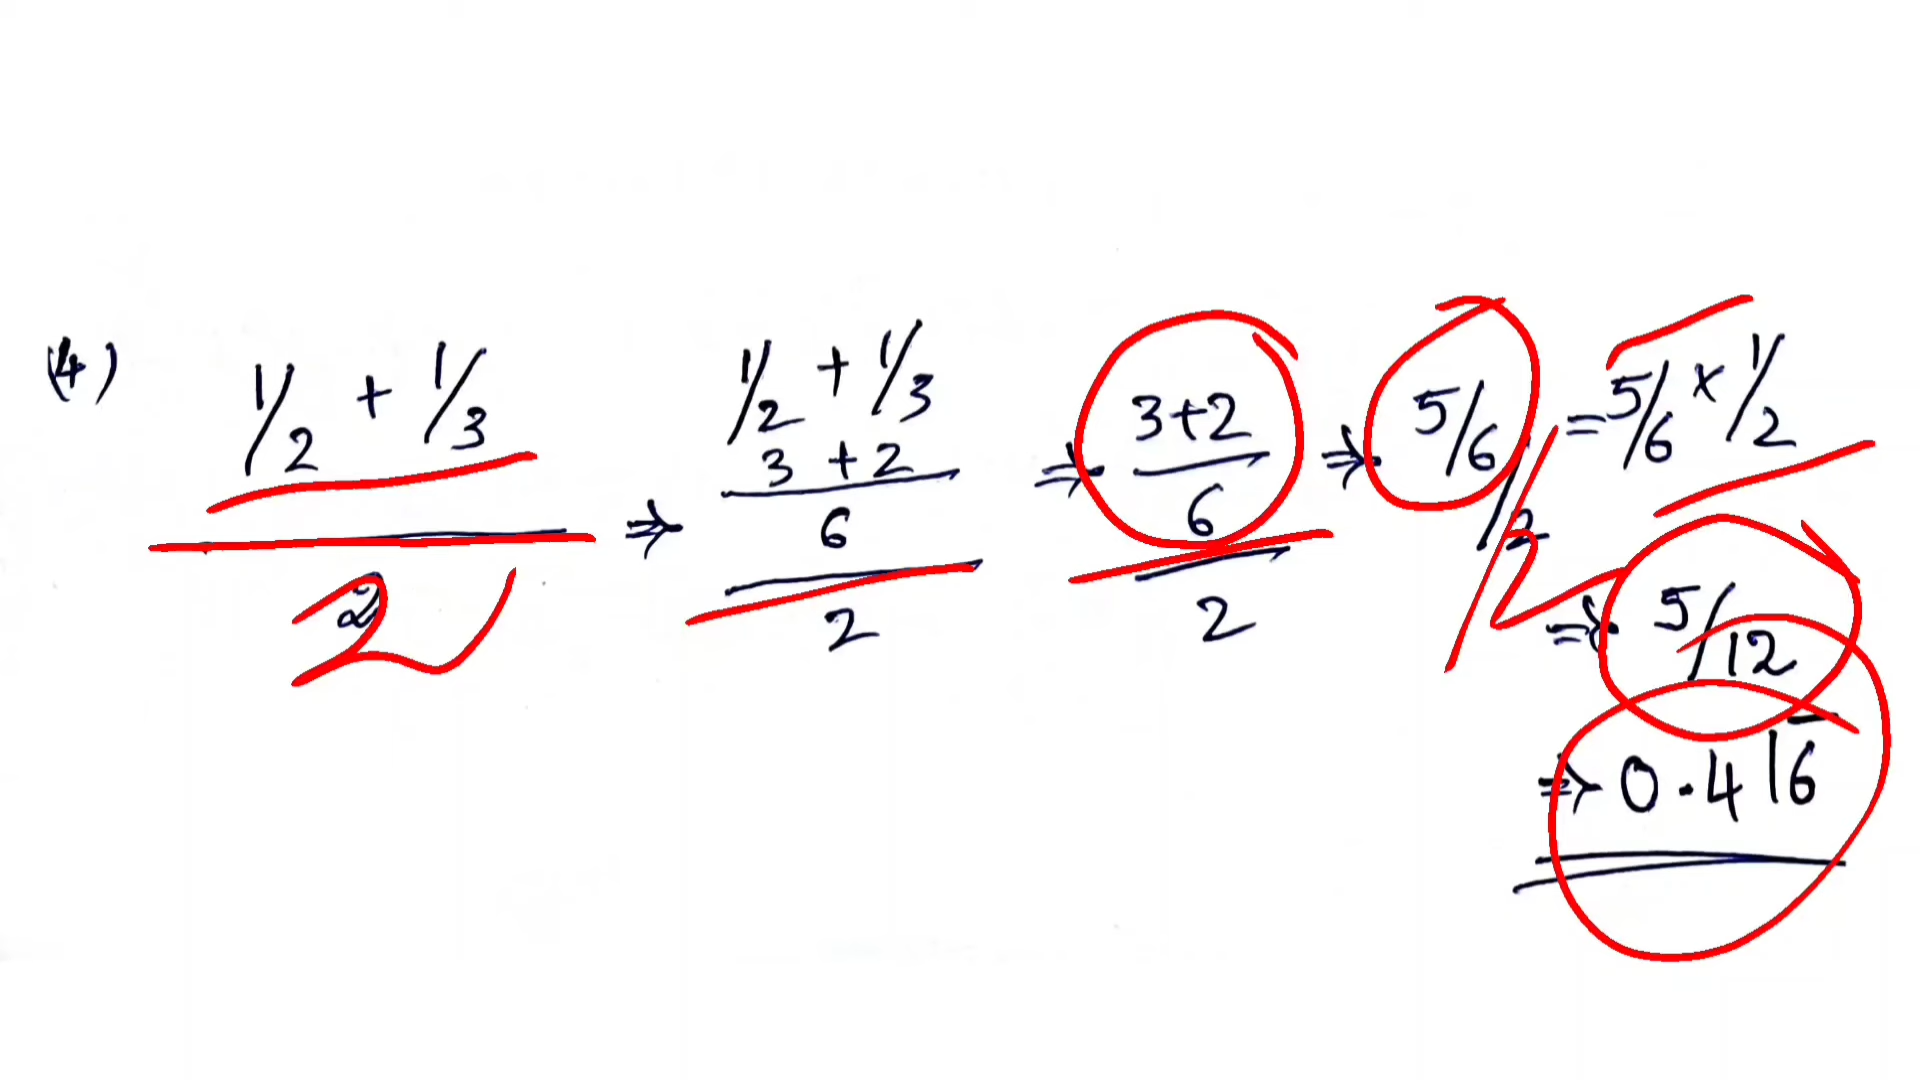 (4) 1/2 + 1/3
2
⇒ 1/2 + 1/3
3 + 2
6
2
⇒ 3+2
6
2
⇒ 5/6
/2
= 5/6 × 1/2
⇒ 5/12
⇒ 0.416̅